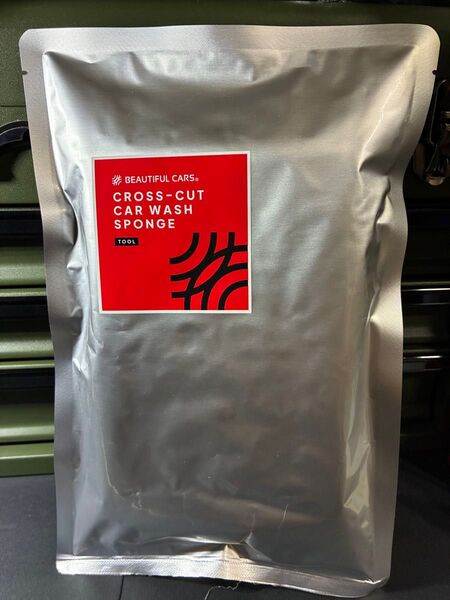 BEAUTIFUL CARS®
CROSS-CUT
CAR WASH
SPONGE
TOOL